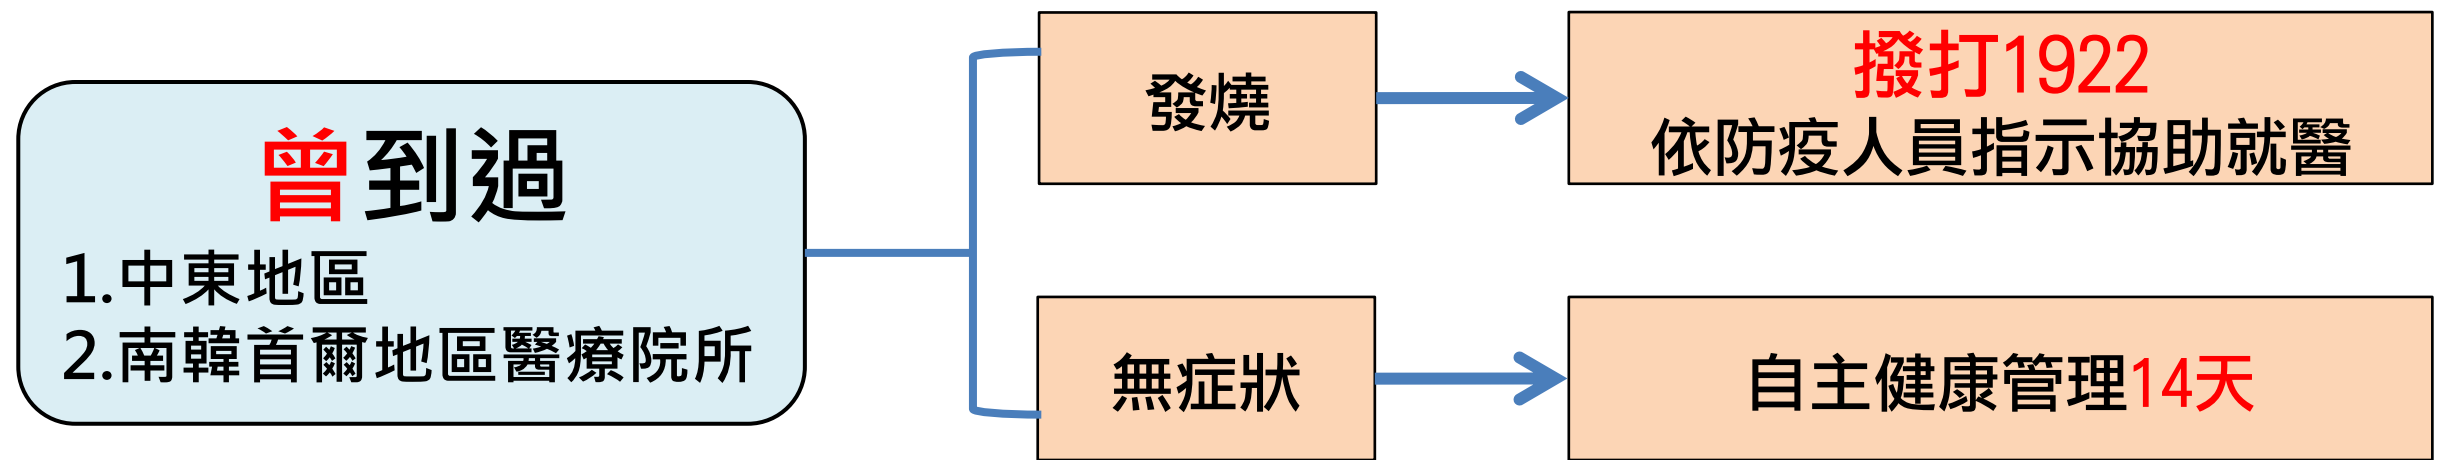 曾到過
1.中東地區
2.南韓首爾地區醫療院所
發燒
撥打1922
依防疫人員指示協助就醫
無症狀
自主健康管理14天